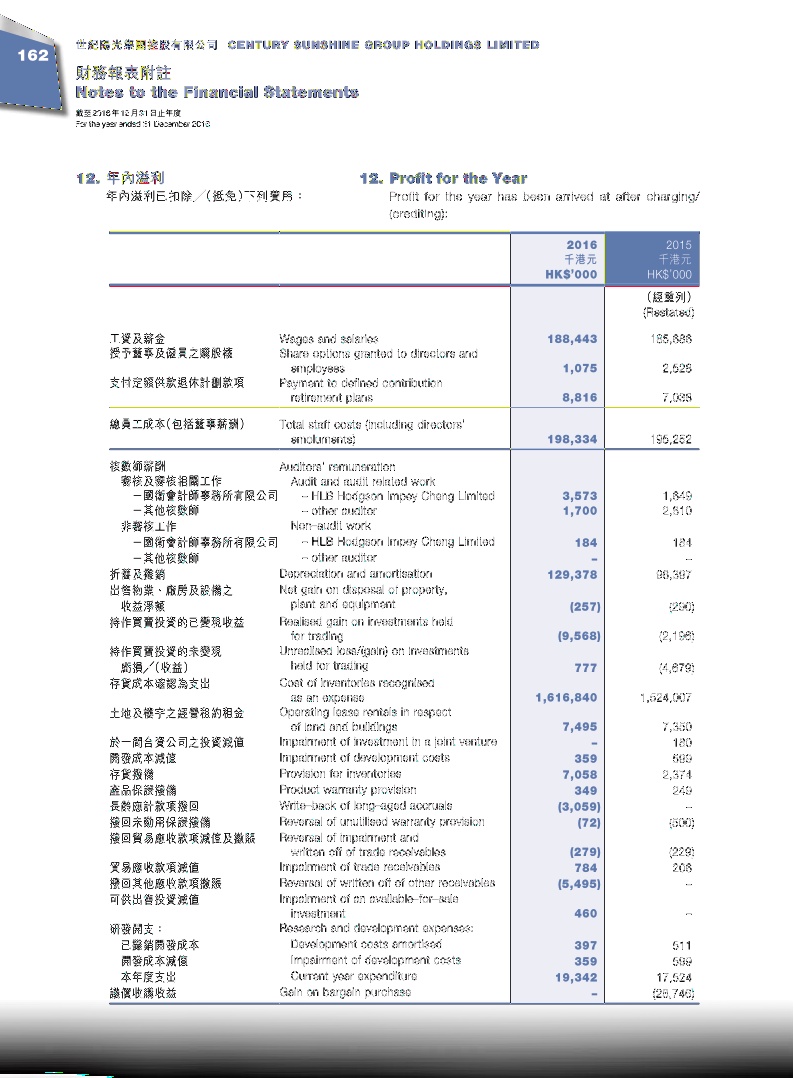 162
世紀陽光集團控股有限公司 CENTURY SUNSHINE GROUP HOLDINGS LIMITED
財務報表附註
Notes to the Financial Statements
截至2016年12月31日止年度
For the year ended 31 December 2016
12. 年內溢利
年內溢利已扣除／(抵免)下列費用：
12. Profit for the Year
Profit for the year has been arrived at after charging/
(crediting):
2016 2015
千港元 千港元
HK$'000 HK$'000
(經重列)
(Restated)
工資及薪金 Wages and salaries 188,443 185,686
授予董事及僱員之購股權 Share options granted to directors and
employees 1,075 2,528
支付定額供款退休計劃款項 Payment to defined contribution
retirement plans 8,816 7,038
總員工成本(包括董事薪酬) Total staff costs (including directors'
emoluments) 198,334 195,252
核數師薪酬 Auditors' remuneration
審核及審核相關工作 Audit and audit related work
－國衛會計師事務所有限公司 – HLB Hodgson Impey Cheng Limited 3,573 1,649
－其他核數師 – other auditor 1,700 2,610
非審核工作 Non-audit work
－國衛會計師事務所有限公司 – HLB Hodgson Impey Cheng Limited 184 184
－其他核數師 – other auditor – –
折舊及攤銷 Depreciation and amortisation 129,378
出售物業、廠房及設備之 Net gain on disposal of property,
收益淨額 plant and equipment (257) (290)
持作買賣投資的已變現收益 Realised gain on investments held
for trading (9,568) (2,196)
持作買賣投資的未變現 Unrealised loss/(gain) on investments
虧損／(收益) held for trading 777 (4,679)
存貨成本確認為支出 Cost of inventories recognised
as an expense 1,616,840 1,524,007
土地及樓宇之經營租約租金 Operating lease rentals in respect
of land and buildings 7,495 7,350
於一間合資公司之投資減值 Impairment of investment in a joint venture – 180
開發成本減值 Impairment of development costs 359 599
存貨撥備 Provision for inventories 7,058 2,374
產品保證撥備 Product warranty provision 349 249
長齡應計款項撥回 Write-back of long-aged accruals (3,059) –
撥回未動用保證撥備 Reversal of unutilised warranty provision (72)
撥回貿易應收款項減值及撇賬 Reversal of impairment and
written off of trade receivables (279) (229)
貿易應收款項減值 Impairment of trade receivables 784
撥回其他應收款項撇賬 Reversal of written off of other receivables (5,495) –
可供出售投資減值 Impairment of an available-for-sale
investment 460 –
研發開支： Research and development expenses:
已攤銷開發成本 Development costs amortised 397 511
開發成本減值 Impairment of development costs 359 599
本年度支出 Current year expenditure 19,342 17,524
議價收購收益 Gain on bargain purchase – (28,746)